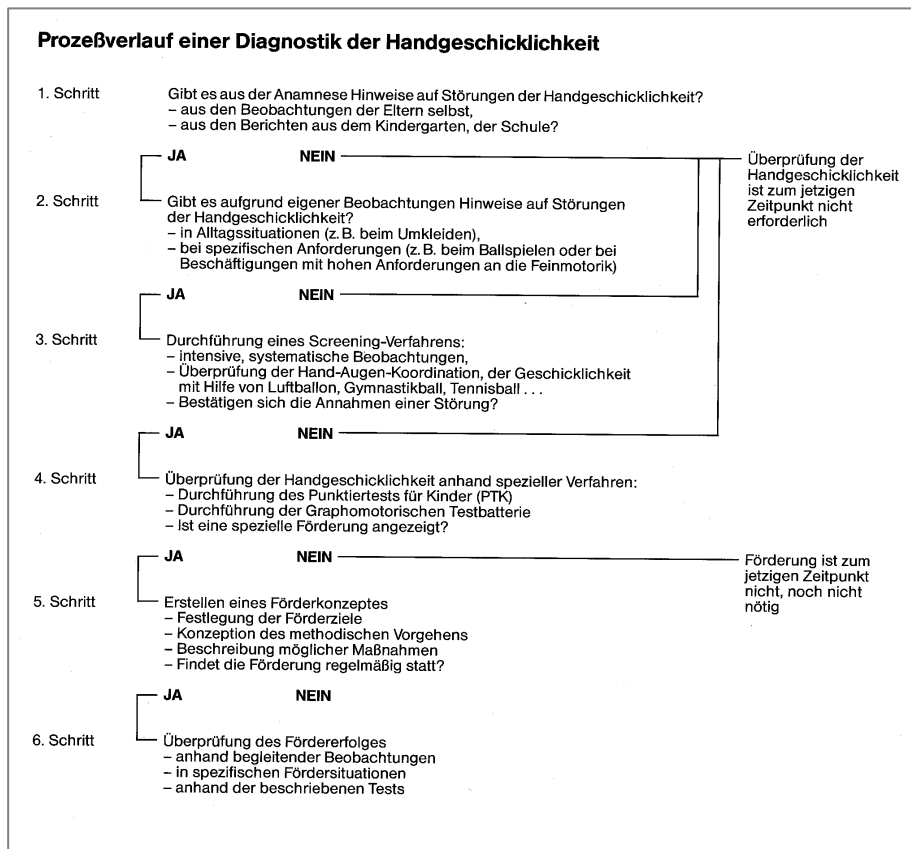 Prozeßverlauf einer Diagnostik der Handgeschicklichkeit
1. Schritt Gibt es aus der Anamnese Hinweise auf Störungen der Handgeschicklichkeit?
– aus den Beobachtungen der Eltern selbst,
– aus den Berichten aus dem Kindergarten, der Schule?
JA NEIN
Überprüfung der
Handgeschicklichkeit
ist zum jetzigen
Zeitpunkt nicht
erforderlich
2. Schritt Gibt es aufgrund eigener Beobachtungen Hinweise auf Störungen
der Handgeschicklichkeit?
– in Alltagssituationen (z. B. beim Umkleiden),
– bei spezifischen Anforderungen (z. B. beim Ballspielen oder bei
Beschäftigungen mit hohen Anforderungen an die Feinmotorik)
JA NEIN
3. Schritt Durchführung eines Screening-Verfahrens:
– intensive, systematische Beobachtungen,
– Überprüfung der Hand-Augen-Koordination, der Geschicklichkeit
mit Hilfe von Luftballon, Gymnastikball, Tennisball . . .
– Bestätigen sich die Annahmen einer Störung?
JA NEIN
4. Schritt Überprüfung der Handgeschicklichkeit anhand spezieller Verfahren:
– Durchführung des Punktiertests für Kinder (PTK)
– Durchführung der Graphomotorischen Testbatterie
– Ist eine spezielle Förderung angezeigt?
JA NEIN
Förderung ist zum
jetzigen Zeitpunkt
nicht, noch nicht
nötig
5. Schritt Erstellen eines Förderkonzeptes
– Festlegung der Förderziele
– Konzeption des methodischen Vorgehens
– Beschreibung möglicher Maßnahmen
– Findet die Förderung regelmäßig statt?
JA NEIN
6. Schritt Überprüfung des Fördererfolges
– anhand begleitender Beobachtungen
– in spezifischen Fördersituationen
– anhand der beschriebenen Tests